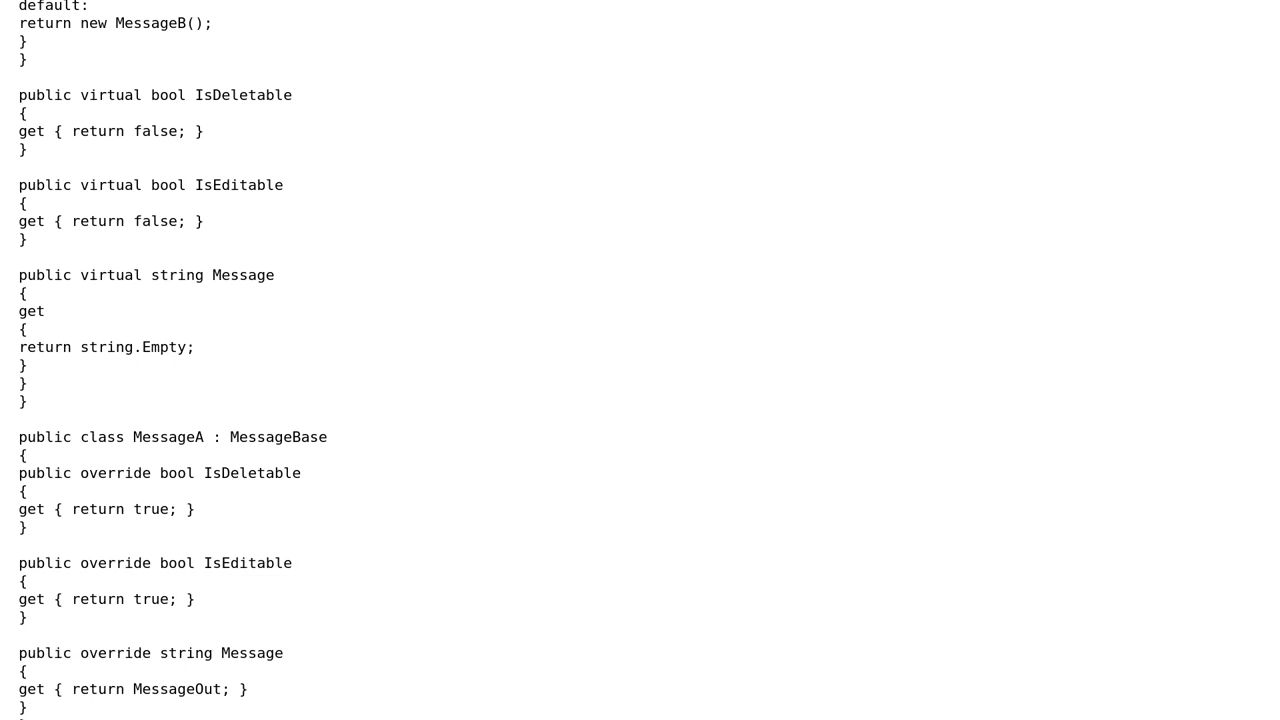 default:
return new MessageB();
}
}

public virtual bool IsDeletable
{
get { return false; }
}

public virtual bool IsEditable
{
get { return false; }
}

public virtual string Message
{
get
{
return string.Empty;
}
}
}

public class MessageA : MessageBase
{
public override bool IsDeletable
{
get { return true; }
}

public override bool IsEditable
{
get { return true; }
}

public override string Message
{
get { return MessageOut; }
}